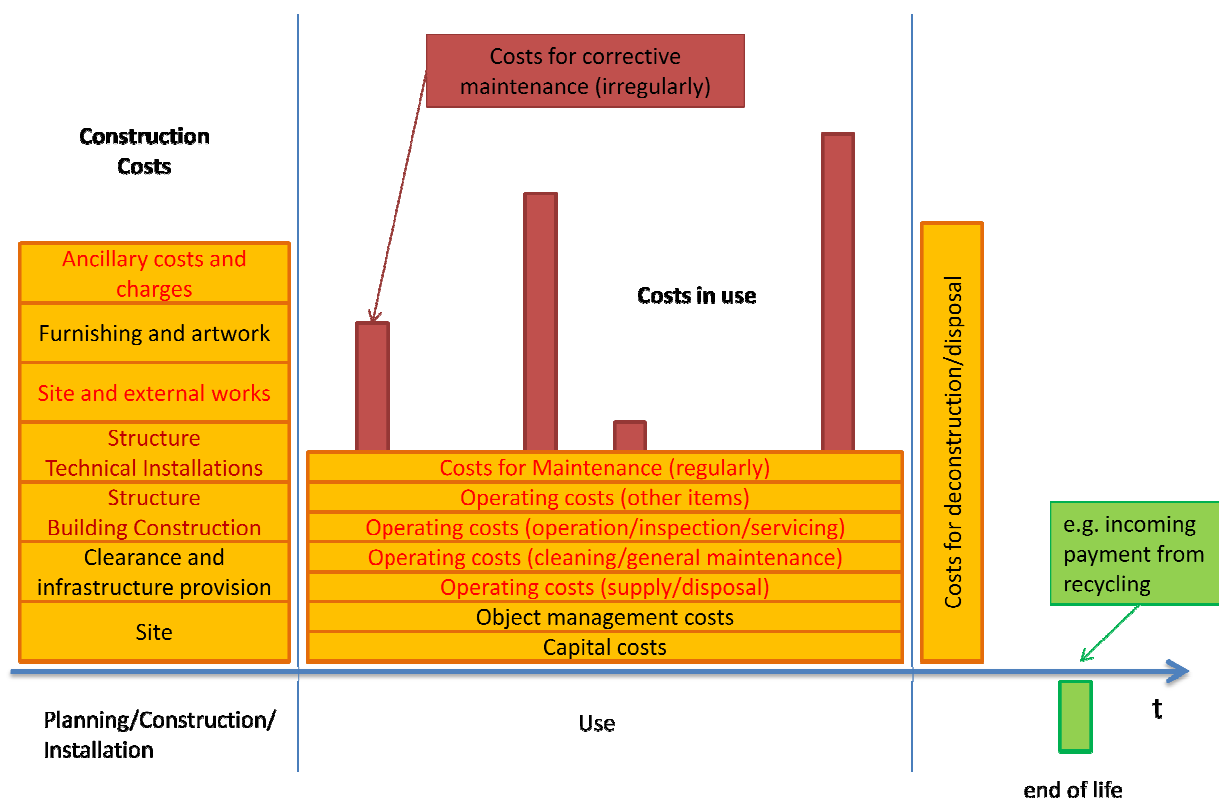 Costs for corrective
maintenance (irregularly)
Construction
Costs
Ancillary costs and
charges
Furnishing and artwork
Site and external works
Structure
Technical Installations
Structure
Building Construction
Clearance and
infrastructure provision
Site
Costs in use
Costs for Maintenance (regularly)
Operating costs (other items)
Operating costs (operation/inspection/servicing)
Operating costs (cleaning/general maintenance)
Operating costs (supply/disposal)
Object management costs
Capital costs
Costs for deconstruction/disposal
e.g. incoming
payment from
recycling
t
Planning/Construction/
Installation
Use
end of life